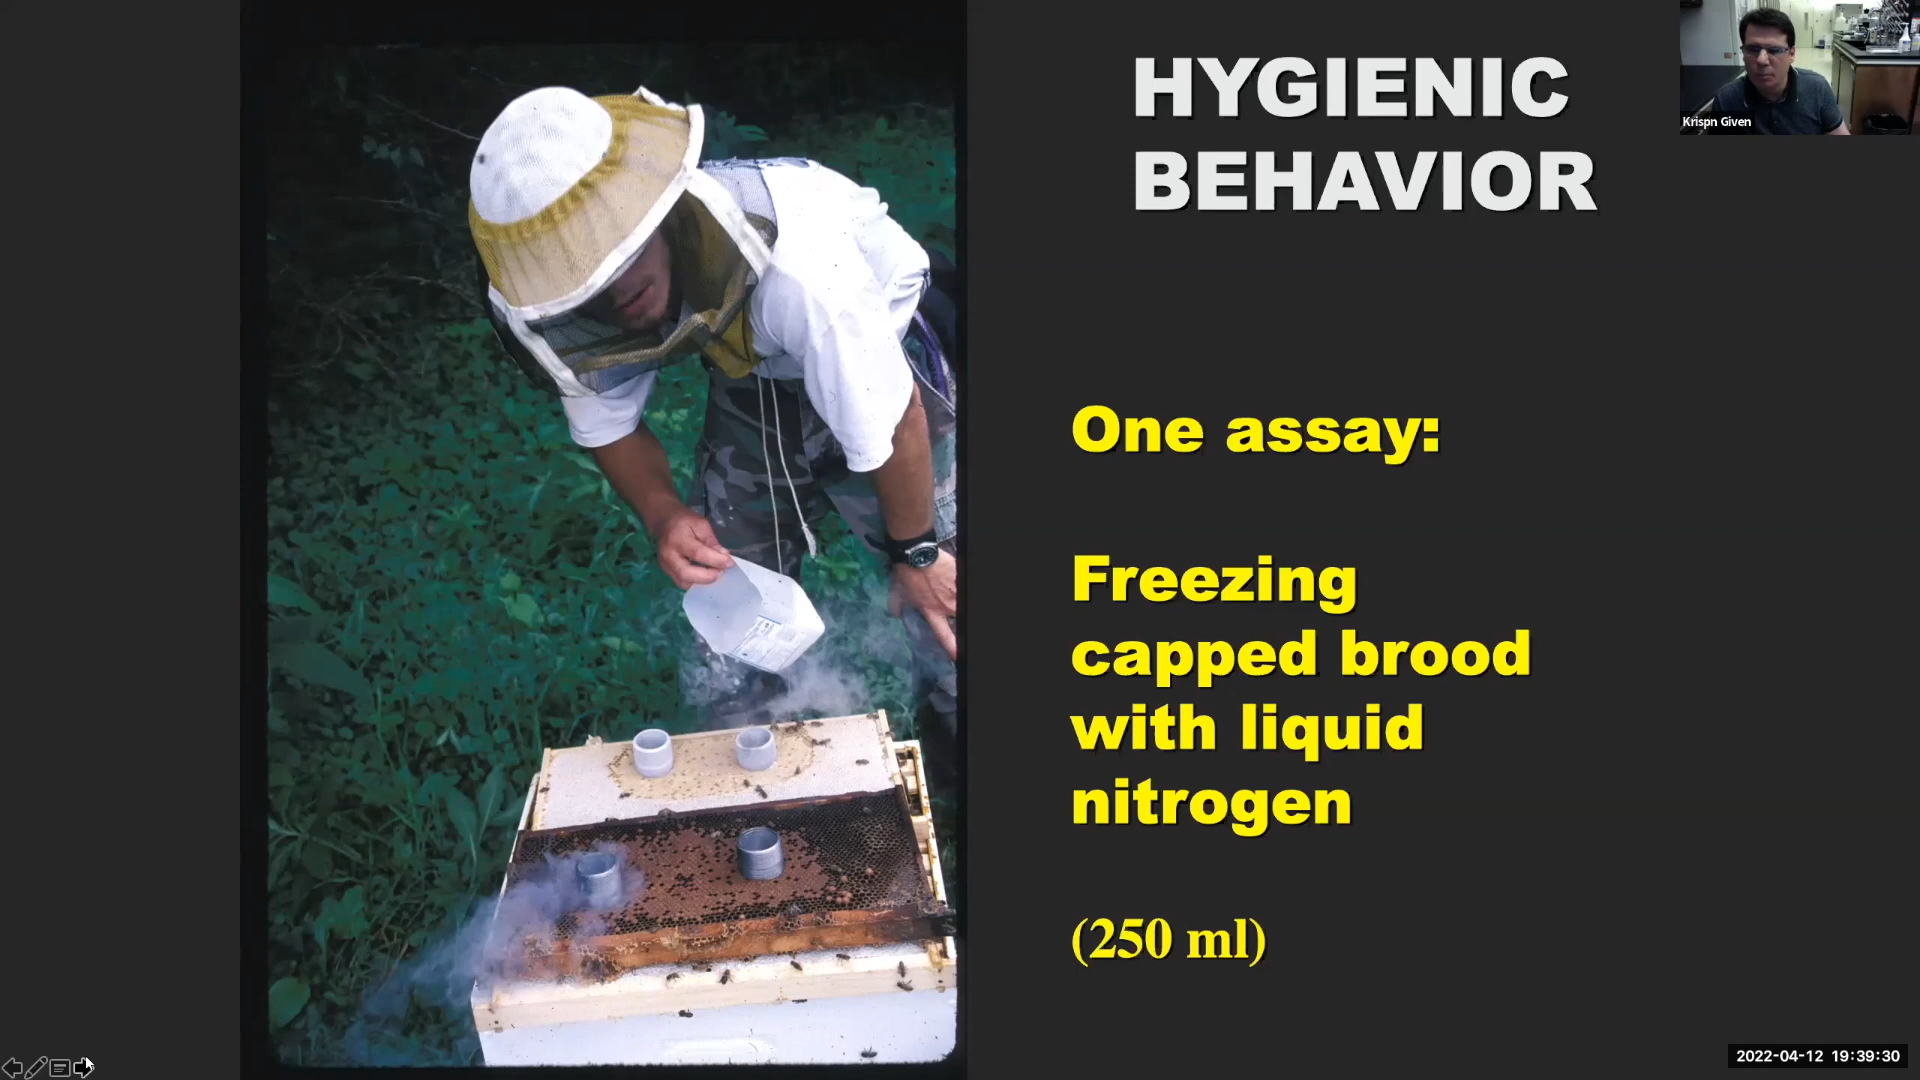 HYGIENIC
BEHAVIOR
Krispn Given
One assay:
Freezing
capped brood
with liquid
nitrogen
(250 ml)
2022-04-12 19:39:30